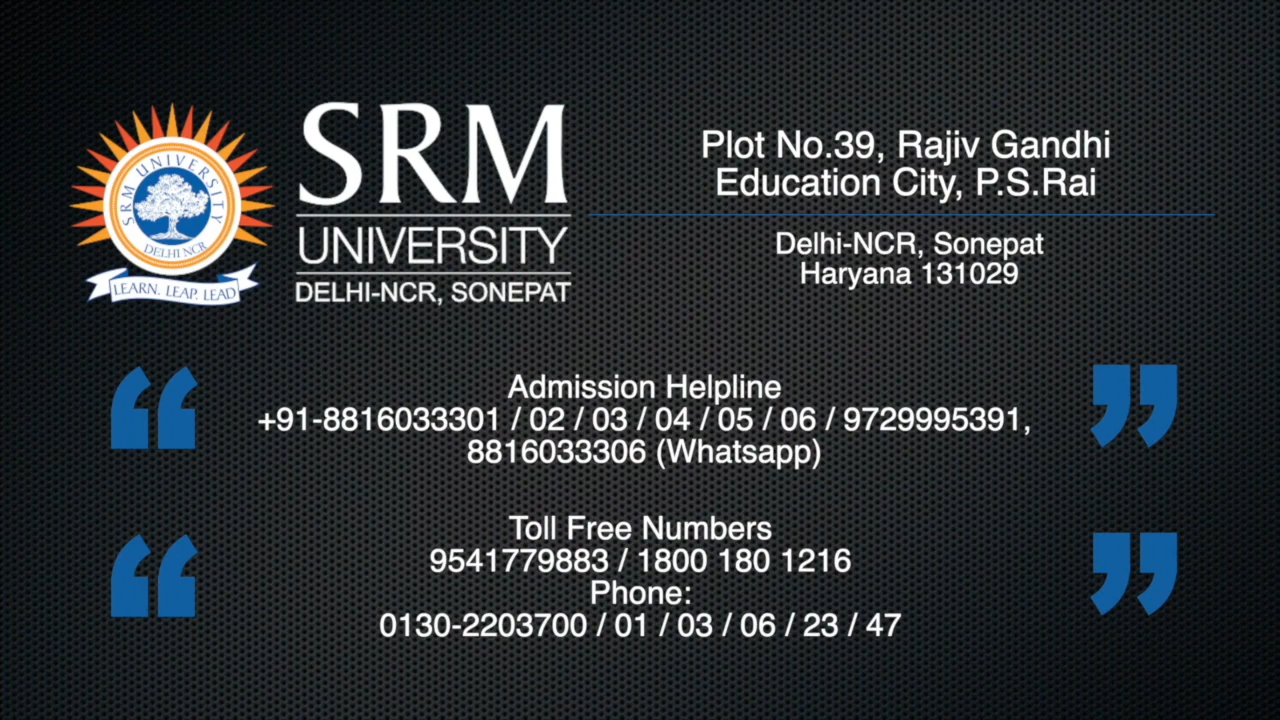 SRM UNIVERSITY
DELHI NCR
LEARN. LEAP. LEAD
SRM
UNIVERSITY
DELHI-NCR, SONEPAT
Plot No.39, Rajiv Gandhi
Education City, P.S.Rai
Delhi-NCR, Sonepat
Haryana 131029
Admission Helpline
+91-8816033301 / 02 / 03 / 04 / 05 / 06 / 9729995391,
8816033306 (Whatsapp)
Toll Free Numbers
9541779883 / 1800 180 1216
Phone:
0130-2203700 / 01 / 03 / 06 / 23 / 47